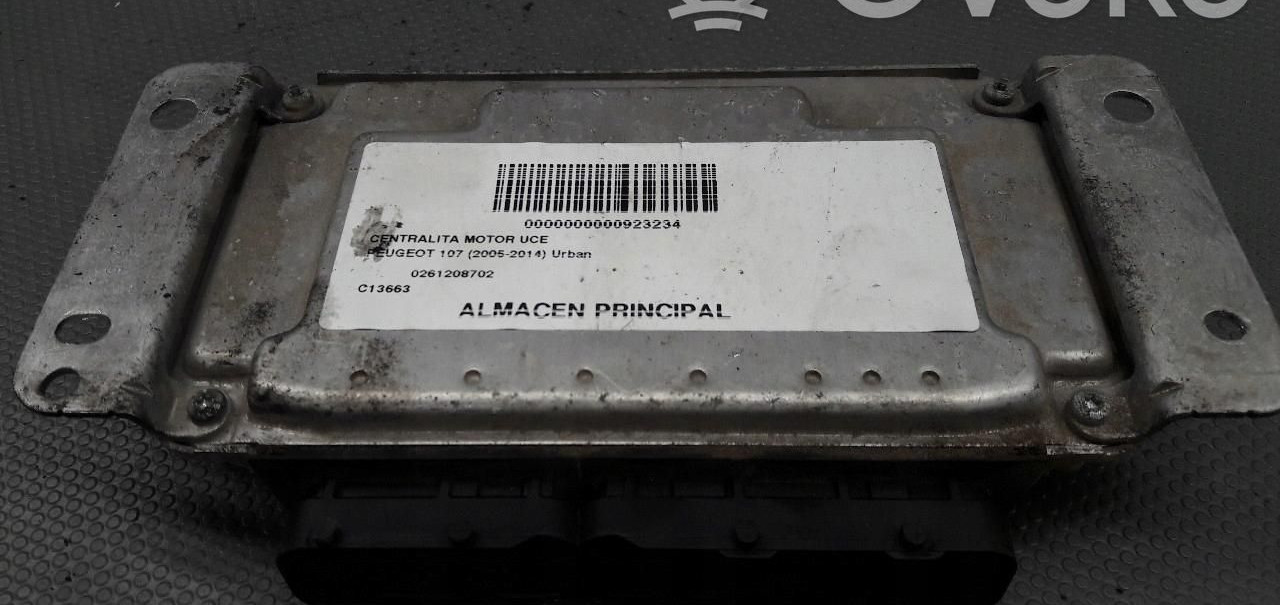 0000000000923234
CENTRALITA MOTOR UCE
PEUGEOT 107 (2005-2014) Urban
0261208702
C13663
ALMACEN PRINCIPAL